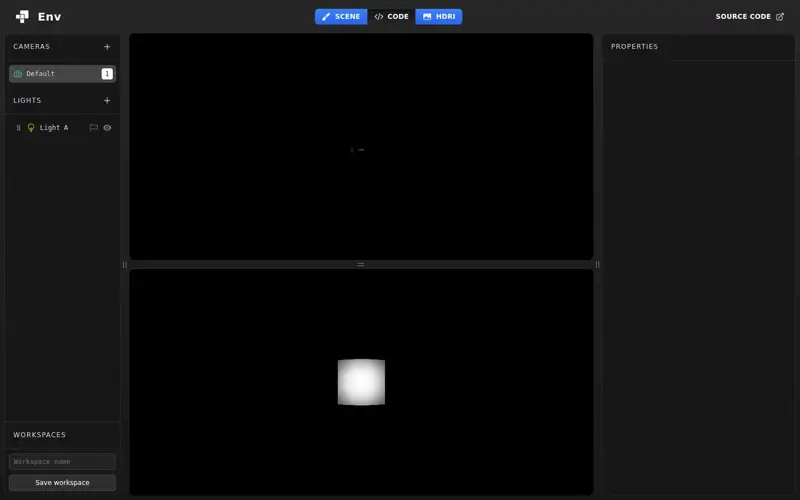 Env
SCENE
CODE
HDRI
SOURCE CODE
CAMERAS
Default
1
LIGHTS
Light A
PROPERTIES
WORKSPACES
Workspace name
Save workspace